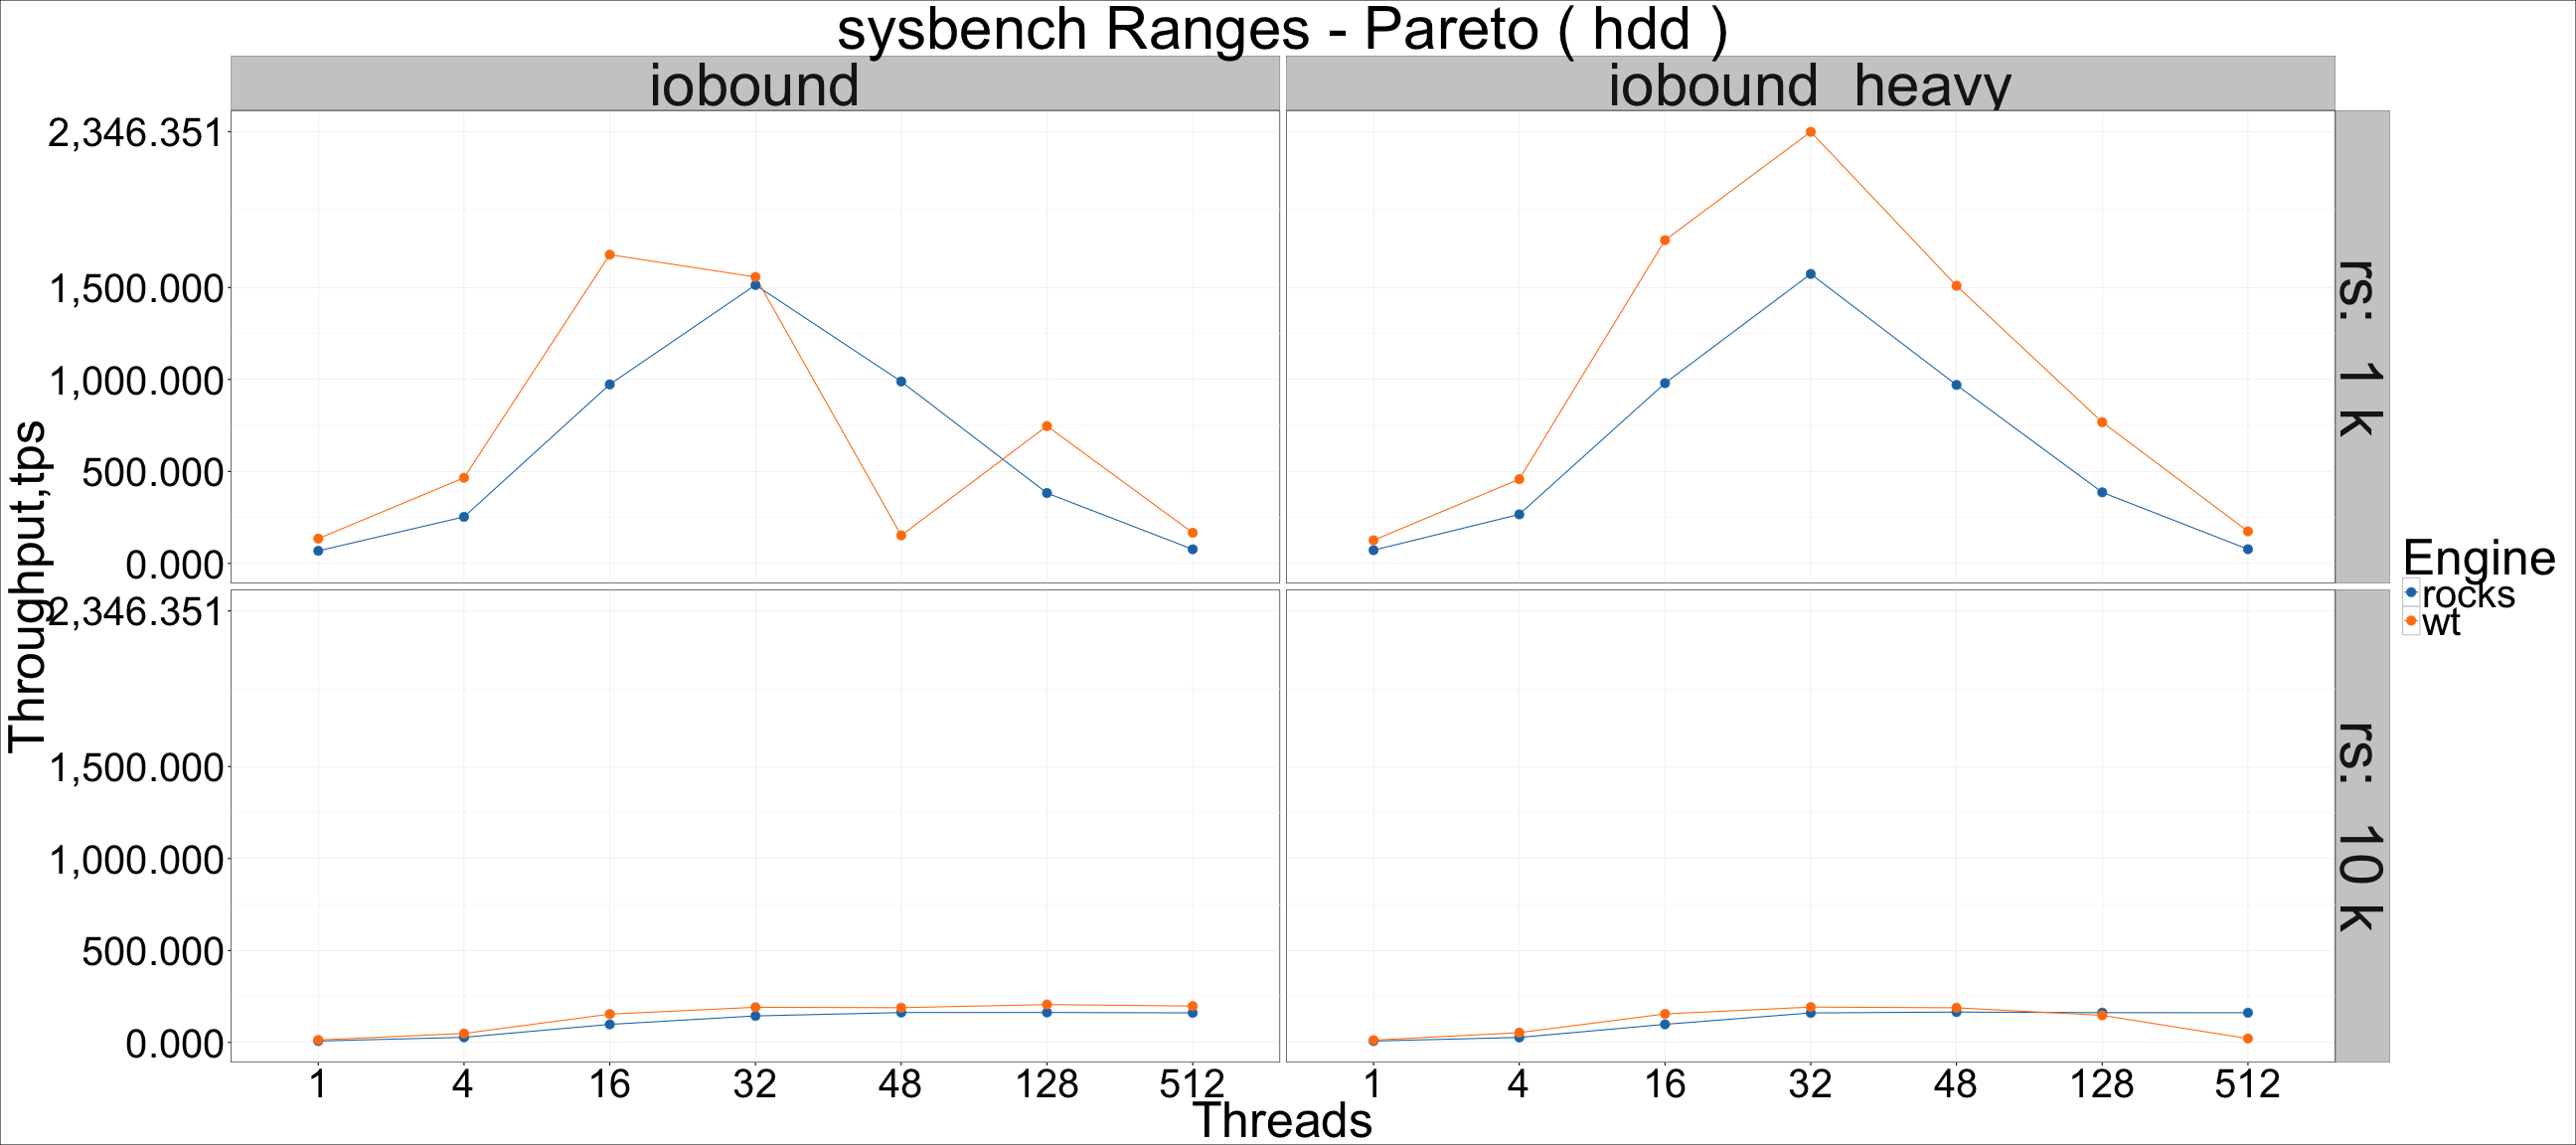 sysbench Ranges - Pareto ( hdd )
iobound
iobound heavy
2,346.351
1,500.000
1,000.000
500.000
0.000
rs: 1 k
2,346.351
1,500.000
1,000.000
500.000
0.000
rs: 10 k
Throughput,tps
1 4 16 32 48 128 512
1 4 16 32 48 128 512
Threads
Engine
rocks
wt